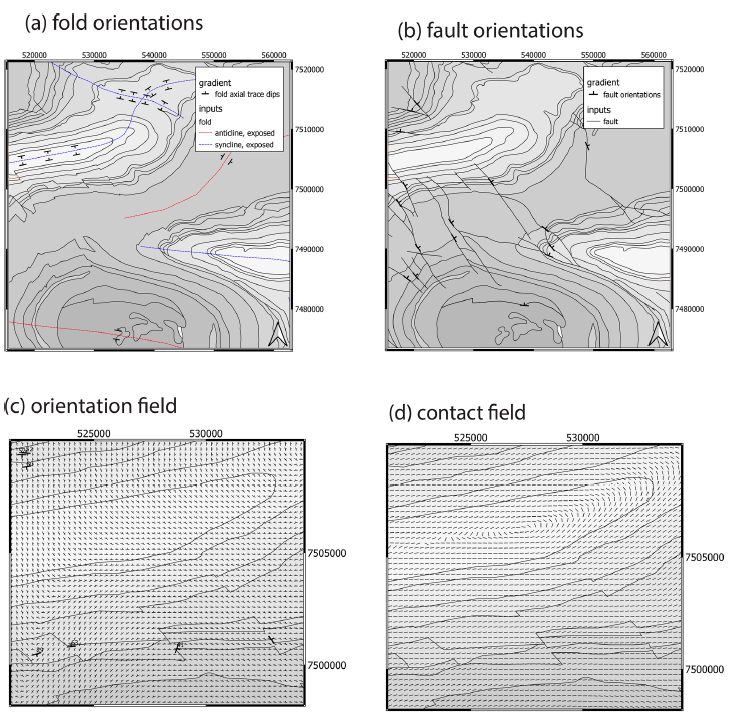 (a) fold orientations
520000 530000 540000 550000 560000
gradient
fold axial trace dips
inputs
fold
anticline, exposed
syncline, exposed
7520000
7510000
7500000
7490000
7480000
(b) fault orientations
520000 530000 540000 550000 560000
gradient
fault orientations
inputs
fault
7520000
7510000
7500000
7490000
7480000
(c) orientation field
525000 530000
7505000
7500000
(d) contact field
525000 530000
7505000
7500000